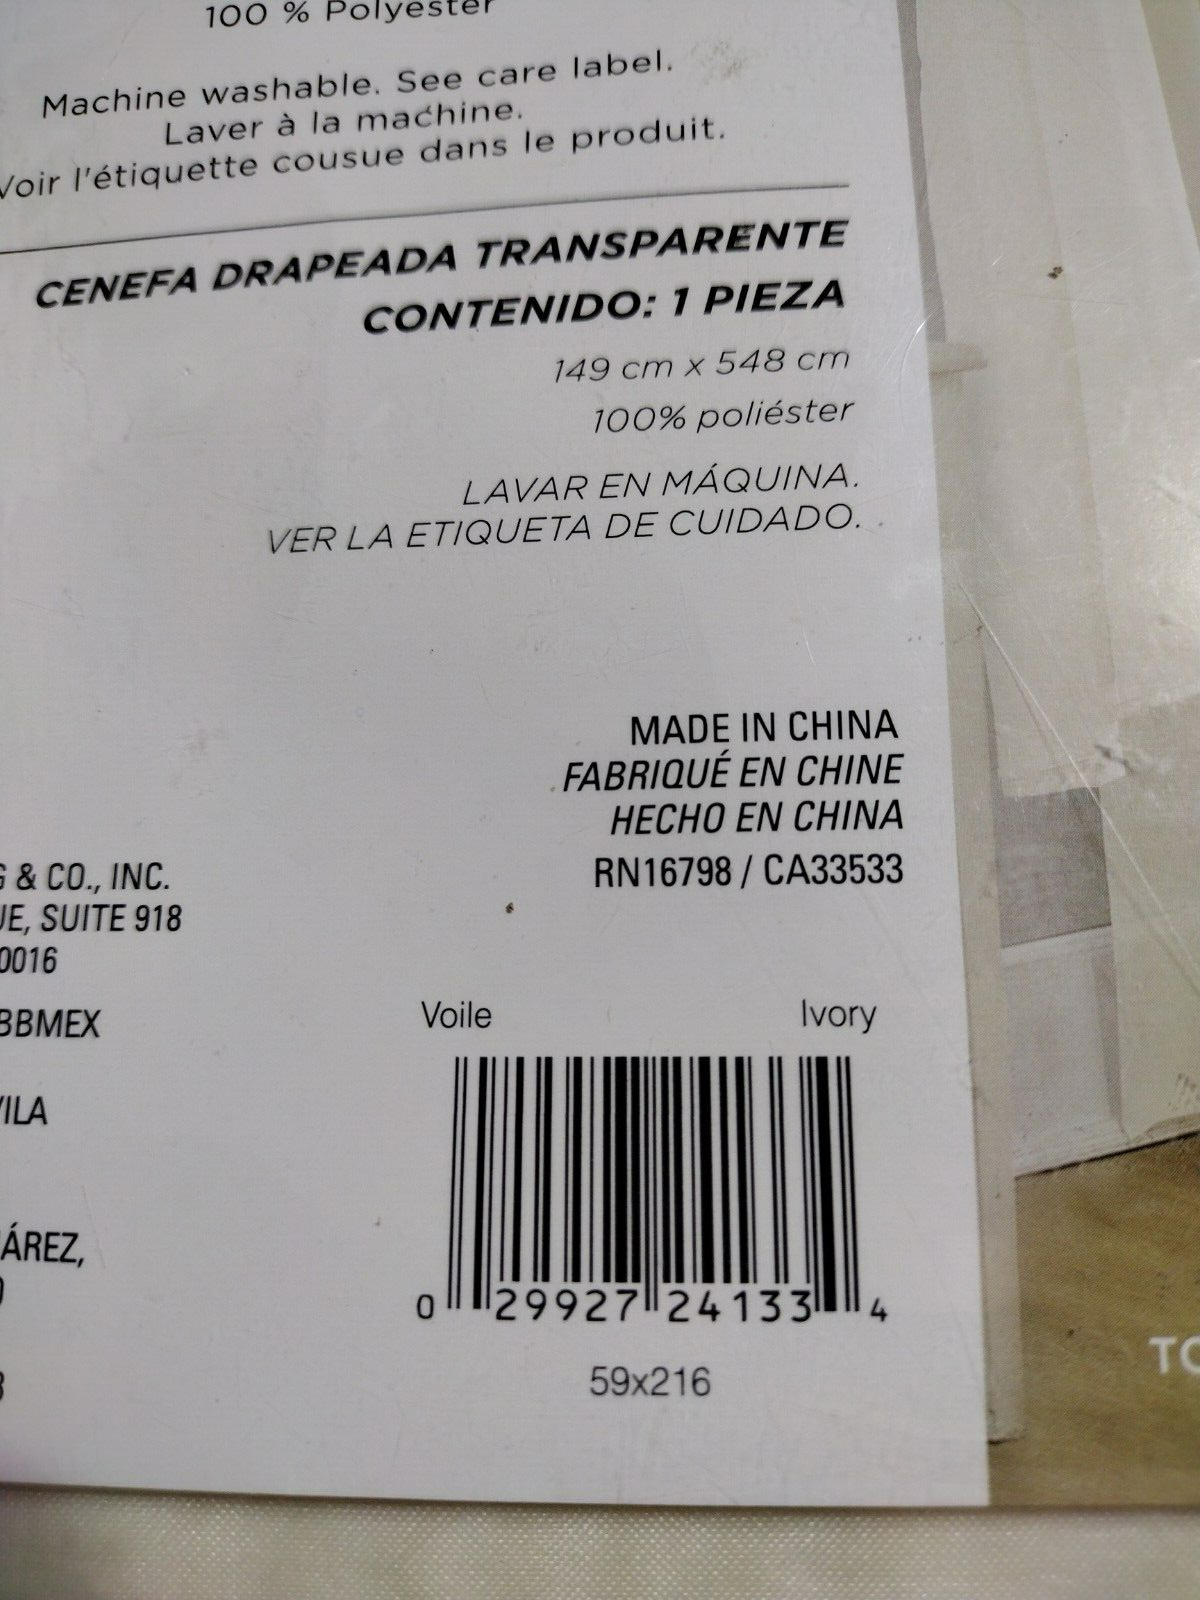 100 % Polyester
Machine washable. See care label.
Laver à la machine.
Voir l'étiquette cousue dans le produit.
CENEFA DRAPEADA TRANSPARENTE
CONTENIDO: 1 PIEZA
149 cm x 548 cm
100% poliéster
LAVAR EN MÁQUINA.
VER LA ETIQUETA DE CUIDADO.
MADE IN CHINA
FABRIQUÉ EN CHINE
HECHO EN CHINA
RN16798 / CA33533
& CO., INC.
SUITE 918
0016
BBMEX
VILA
ÁREZ,
Voile Ivory
0 29927 24133 4
59x216